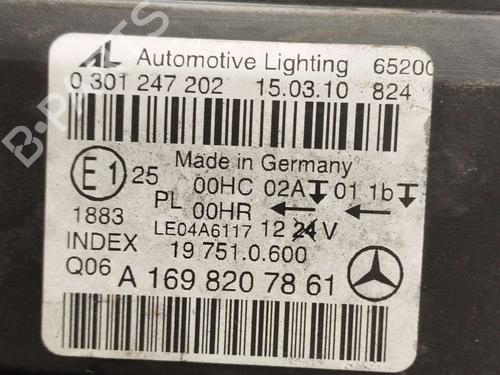 AL Automotive Lighting 65200
0 301 247 202 15.03.10 824
Made in Germany
E1 25 00HC 02A 01 1b
PL 00HR ← ←
1883 LE04A6117 12 24 V
INDEX 19 751.0.600
Q06 A 169 820 78 61